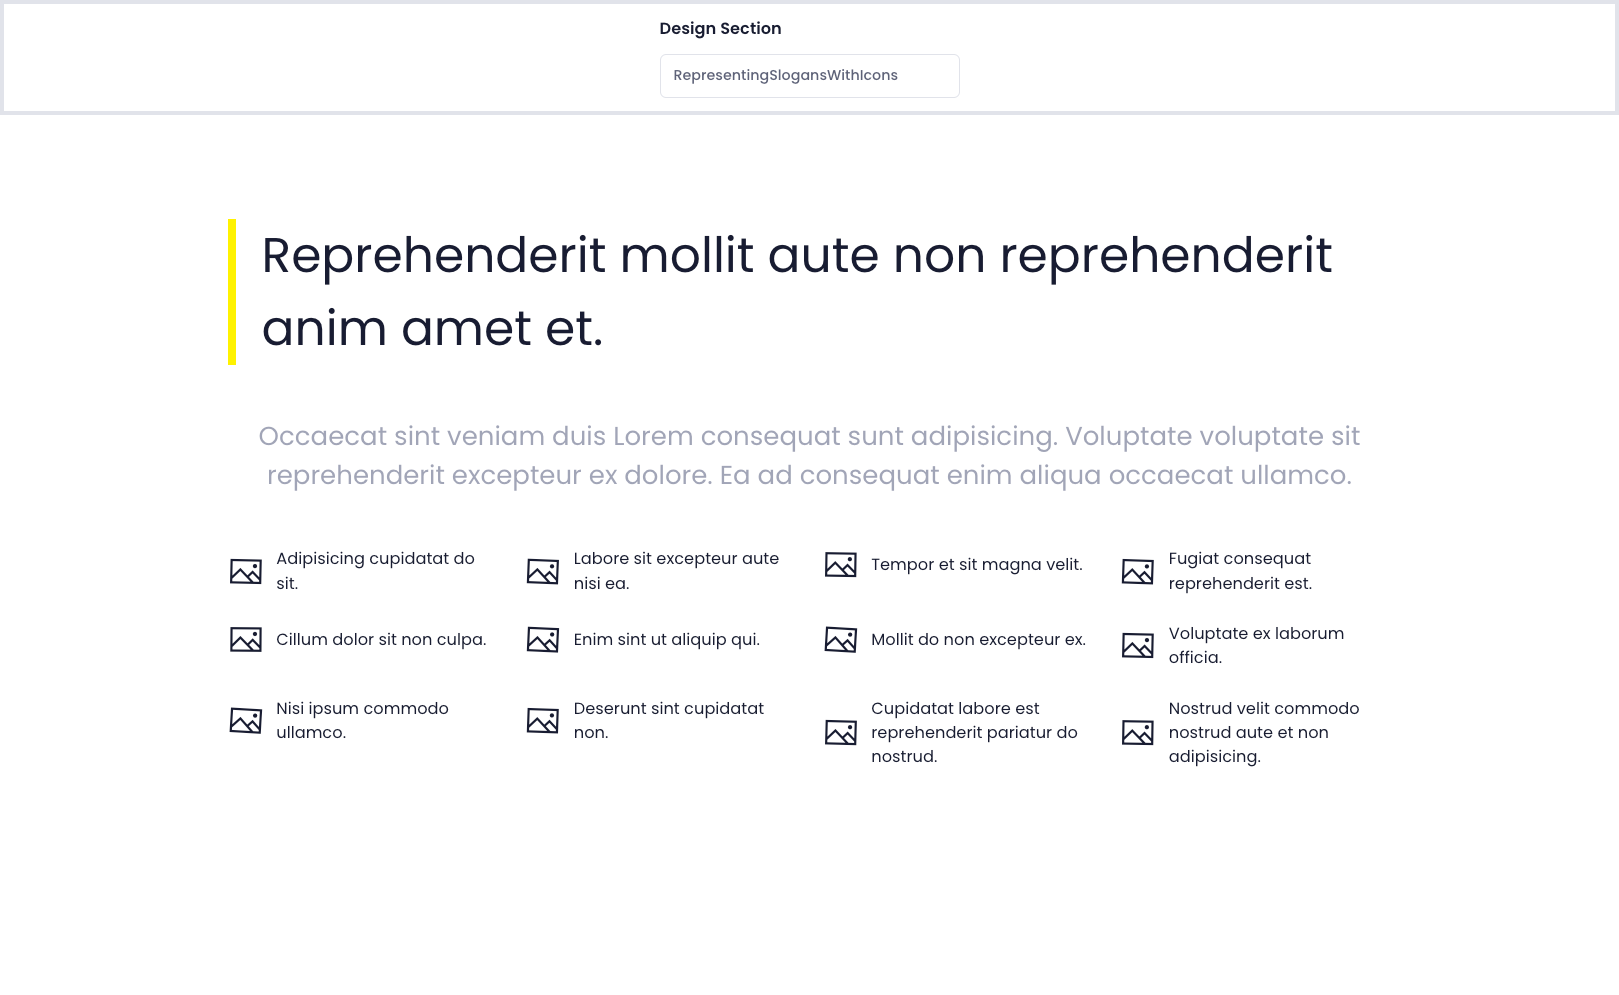 Design Section
RepresentingSlogansWithIcons
Reprehenderit mollit aute non reprehenderit
anim amet et.
Occaecat sint veniam duis Lorem consequat sunt adipisicing. Voluptate voluptate sit
reprehenderit excepteur ex dolore. Ea ad consequat enim aliqua occaecat ullamco.
Adipisicing cupidatat do
sit.
Labore sit excepteur aute
nisi ea.
Tempor et sit magna velit.
Fugiat consequat
reprehenderit est.
Cillum dolor sit non culpa.
Enim sint ut aliquip qui.
Mollit do non excepteur ex.
Voluptate ex laborum
officia.
Nisi ipsum commodo
ullamco.
Deserunt sint cupidatat
non.
Cupidatat labore est
reprehenderit pariatur do
nostrud.
Nostrud velit commodo
nostrud aute et non
adipisicing.